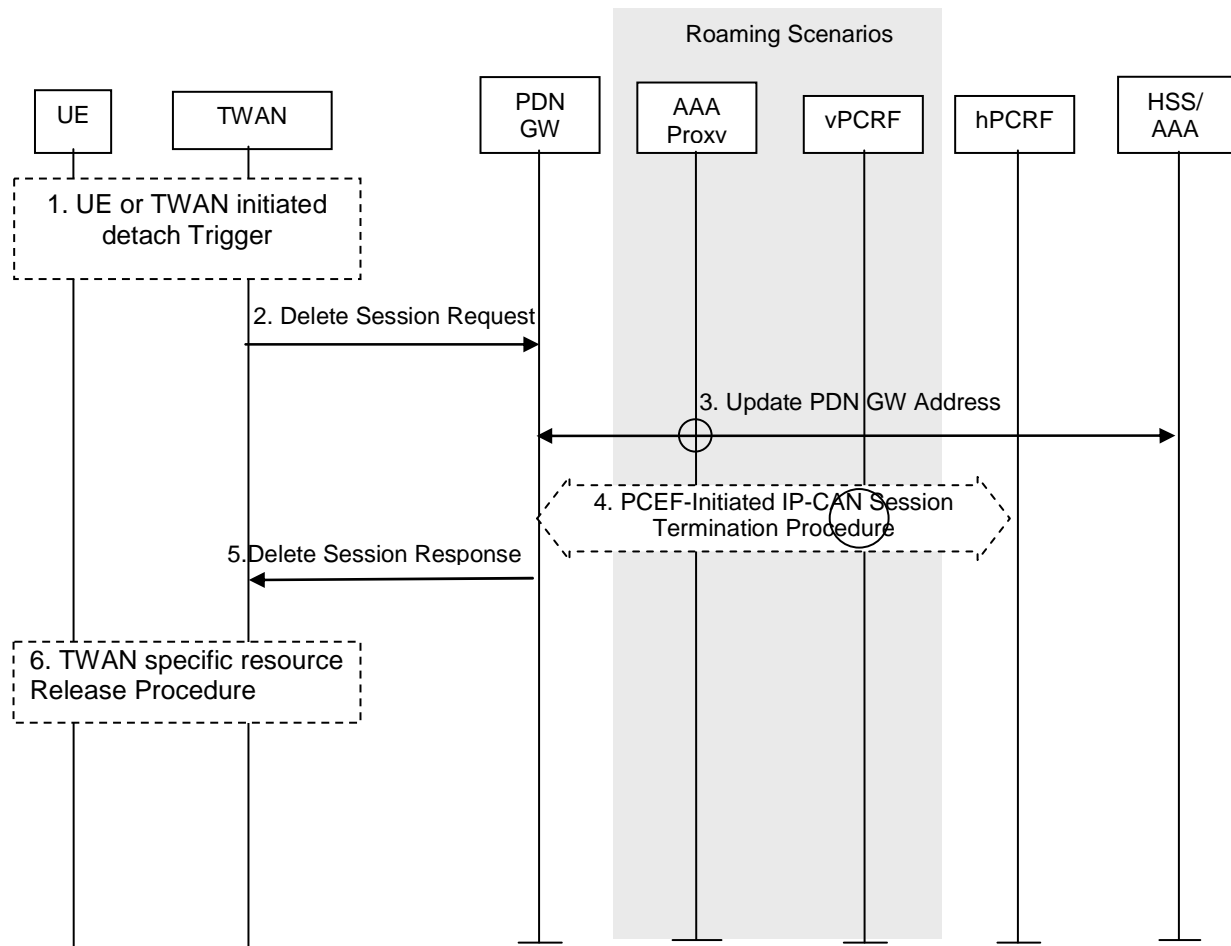 Roaming Scenarios
UE
TWAN
PDN
GW
AAA
Proxv
vPCRF
hPCRF
HSS/
AAA
1. UE or TWAN initiated
detach Trigger
2. Delete Session Request
3. Update PDN GW Address
4. PCEF-Initiated IP-CAN Session
Termination Procedure
5.Delete Session Response
6. TWAN specific resource
Release Procedure